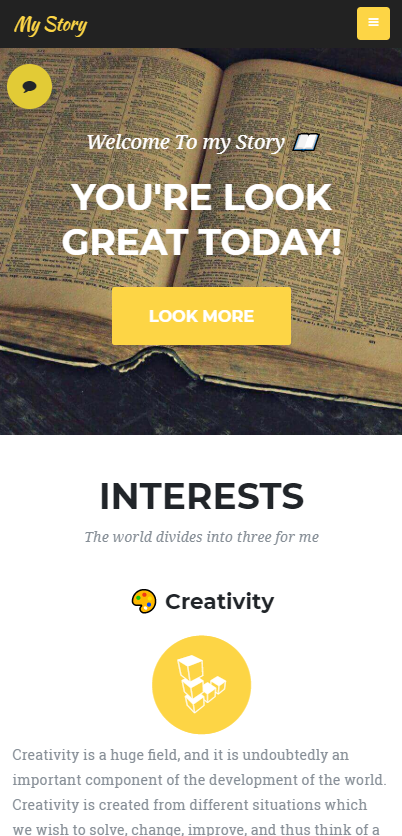 My Story
Welcome To my Story
YOU'RE LOOK
GREAT TODAY!
LOOK MORE
INTERESTS
The world divides into three for me
Creativity
Creativity is a huge field, and it is undoubtedly an
important component of the development of the world.
Creativity is created from different situations which
we wish to solve, change, improve, and thus think of a